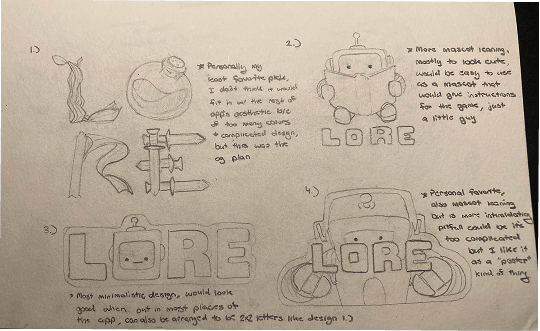 1.)
LO
RE
* Personally my
least favorite pick,
I don't think it would
fit in w/ the rest of
app's aesthetic b/c
of too many colors
+ complicated design,
but this was the
og plan
2.)
LORE
* More mascot leaning,
mostly to look cute,
would be easy to use
as a mascot that
would give instructions
for the game, just
a little guy
3.)
LORE
* Most minimalistic design, would look
good when put in most places of
the app, can also be arranged to be 2x2 letters like design 1.)
4.)
LORE
* Personal favorite,
also mascot leaning
but is more intimidating
pitfall could be its
too complicated
but I like it
as a "poster"
kind of thing